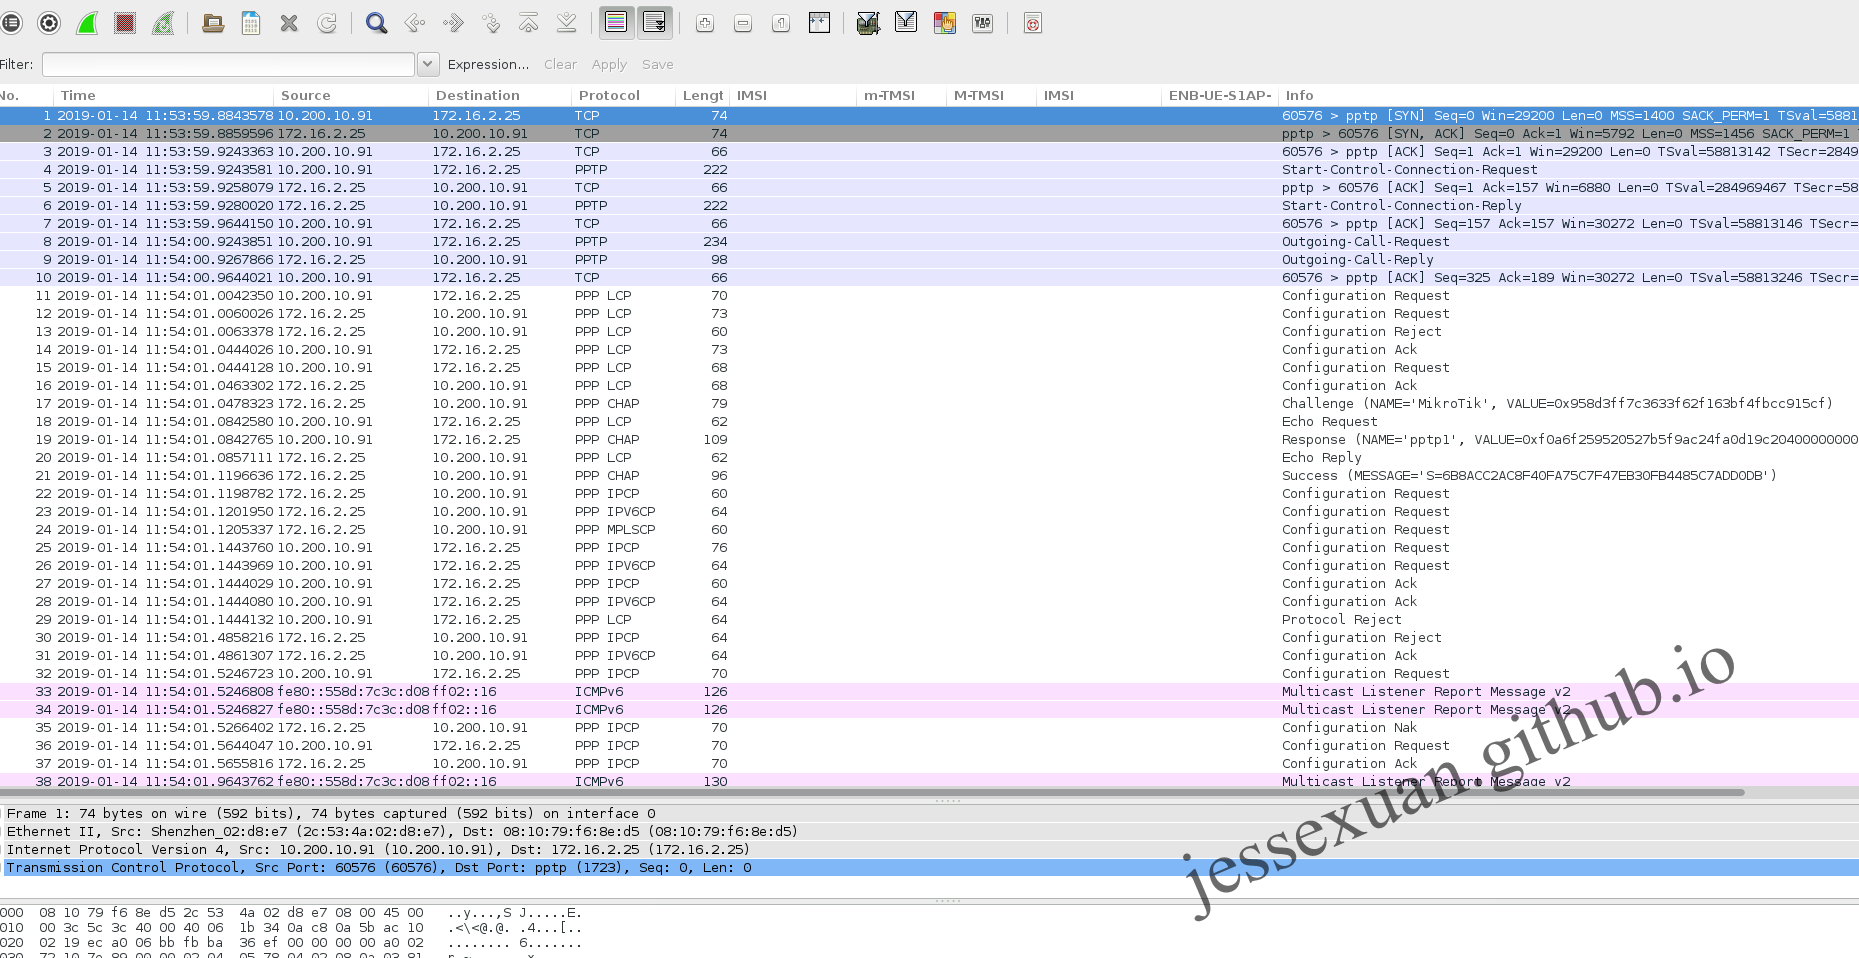 Filter: Expression... Clear Apply Save
No. Time Source Destination Protocol Lengt IMSI m-TMSI M-TMSI IMSI ENB-UE-S1AP- Info
1 2019-01-14 11:53:59.8843578 10.200.10.91 172.16.2.25 TCP 74 60576 > pptp [SYN] Seq=0 Win=29200 Len=0 MSS=1400 SACK_PERM=1 TSval=5881
2 2019-01-14 11:53:59.8859596 172.16.2.25 10.200.10.91 TCP 74 pptp > 60576 [SYN, ACK] Seq=0 Ack=1 Win=5792 Len=0 MSS=1456 SACK_PERM=1
3 2019-01-14 11:53:59.9243363 10.200.10.91 172.16.2.25 TCP 66 60576 > pptp [ACK] Seq=1 Ack=1 Win=29200 Len=0 TSval=58813142 TSecr=2849
4 2019-01-14 11:53:59.9243581 10.200.10.91 172.16.2.25 PPTP 222 Start-Control-Connection-Request
5 2019-01-14 11:53:59.9258079 172.16.2.25 10.200.10.91 TCP 66 pptp > 60576 [ACK] Seq=1 Ack=157 Win=6880 Len=0 TSval=284969467 TSecr=58
6 2019-01-14 11:53:59.9280020 172.16.2.25 10.200.10.91 PPTP 222 Start-Control-Connection-Reply
7 2019-01-14 11:53:59.9644150 10.200.10.91 172.16.2.25 TCP 66 60576 > pptp [ACK] Seq=157 Ack=157 Win=30272 Len=0 TSval=58813146 TSecr=
8 2019-01-14 11:54:00.9243851 10.200.10.91 172.16.2.25 PPTP 234 Outgoing-Call-Request
9 2019-01-14 11:54:00.9267866 172.16.2.25 10.200.10.91 PPTP 98 Outgoing-Call-Reply
10 2019-01-14 11:54:00.9644021 10.200.10.91 172.16.2.25 TCP 66 60576 > pptp [ACK] Seq=325 Ack=189 Win=30272 Len=0 TSval=58813246 TSecr=
11 2019-01-14 11:54:01.0042350 10.200.10.91 172.16.2.25 PPP LCP 70 Configuration Request
12 2019-01-14 11:54:01.0060026 172.16.2.25 10.200.10.91 PPP LCP 73 Configuration Request
13 2019-01-14 11:54:01.0063378 172.16.2.25 10.200.10.91 PPP LCP 60 Configuration Reject
14 2019-01-14 11:54:01.0444026 10.200.10.91 172.16.2.25 PPP LCP 73 Configuration Ack
15 2019-01-14 11:54:01.0444128 10.200.10.91 172.16.2.25 PPP LCP 68 Configuration Request
16 2019-01-14 11:54:01.0463302 172.16.2.25 10.200.10.91 PPP LCP 68 Configuration Ack
17 2019-01-14 11:54:01.0478323 172.16.2.25 10.200.10.91 PPP CHAP 79 Challenge (NAME='MikroTik', VALUE=0x958d3ff7c3633f62f163bf4fbcc915cf)
18 2019-01-14 11:54:01.0842580 10.200.10.91 172.16.2.25 PPP LCP 62 Echo Request
19 2019-01-14 11:54:01.0842765 10.200.10.91 172.16.2.25 PPP CHAP 109 Response (NAME='pptp1', VALUE=0xf0a6f259520527b5f9ac24fa0d19c20400000000
20 2019-01-14 11:54:01.0857111 172.16.2.25 10.200.10.91 PPP LCP 62 Echo Reply
21 2019-01-14 11:54:01.1196636 172.16.2.25 10.200.10.91 PPP CHAP 96 Success (MESSAGE='S=6B8ACC2AC8F40FA75C7F47EB30FB4485C7ADD0DB')
22 2019-01-14 11:54:01.1198782 172.16.2.25 10.200.10.91 PPP IPCP 60 Configuration Request
23 2019-01-14 11:54:01.1201950 172.16.2.25 10.200.10.91 PPP IPV6CP 64 Configuration Request
24 2019-01-14 11:54:01.1205337 172.16.2.25 10.200.10.91 PPP MPLSCP 60 Configuration Request
25 2019-01-14 11:54:01.1443760 10.200.10.91 172.16.2.25 PPP IPCP 76 Configuration Request
26 2019-01-14 11:54:01.1443969 10.200.10.91 172.16.2.25 PPP IPV6CP 64 Configuration Request
27 2019-01-14 11:54:01.1444029 10.200.10.91 172.16.2.25 PPP IPCP 60 Configuration Ack
28 2019-01-14 11:54:01.1444080 10.200.10.91 172.16.2.25 PPP IPV6CP 64 Configuration Ack
29 2019-01-14 11:54:01.1444132 10.200.10.91 172.16.2.25 PPP LCP 64 Protocol Reject
30 2019-01-14 11:54:01.4858216 172.16.2.25 10.200.10.91 PPP IPCP 64 Configuration Reject
31 2019-01-14 11:54:01.4861307 172.16.2.25 10.200.10.91 PPP IPV6CP 64 Configuration Ack
32 2019-01-14 11:54:01.5246723 10.200.10.91 172.16.2.25 PPP IPCP 70 Configuration Request
33 2019-01-14 11:54:01.5246808 fe80::558d:7c3c:d08 ff02::16 ICMPv6 126 Multicast Listener Report Message v2
34 2019-01-14 11:54:01.5246827 fe80::558d:7c3c:d08 ff02::16 ICMPv6 126 Multicast Listener Report Message v2
35 2019-01-14 11:54:01.5266402 172.16.2.25 10.200.10.91 PPP IPCP 70 Configuration Nak
36 2019-01-14 11:54:01.5644047 10.200.10.91 172.16.2.25 PPP IPCP 70 Configuration Request
37 2019-01-14 11:54:01.5655816 172.16.2.25 10.200.10.91 PPP IPCP 70 Configuration Ack
38 2019-01-14 11:54:01.9643762 fe80::558d:7c3c:d08 ff02::16 ICMPv6 130 Multicast Listener Report Message v2
jessexuan.github.io
Frame 1: 74 bytes on wire (592 bits), 74 bytes captured (592 bits) on interface 0
Ethernet II, Src: Shenzhen_02:d8:e7 (2c:53:4a:02:d8:e7), Dst: 08:10:79:f6:8e:d5 (08:10:79:f6:8e:d5)
Internet Protocol Version 4, Src: 10.200.10.91 (10.200.10.91), Dst: 172.16.2.25 (172.16.2.25)
Transmission Control Protocol, Src Port: 60576 (60576), Dst Port: pptp (1723), Seq: 0, Len: 0
000 08 10 79 f6 8e d5 2c 53 4a 02 d8 e7 08 00 45 00 ..y...,S J.....E.
010 00 3c 5c 3c 40 00 40 06 1b 34 0a c8 0a 5b ac 10 .<\<@.@. .4...[..
020 02 19 ec a0 06 bb fb ba 36 ef 00 00 00 00 a0 02 ........ 6.......